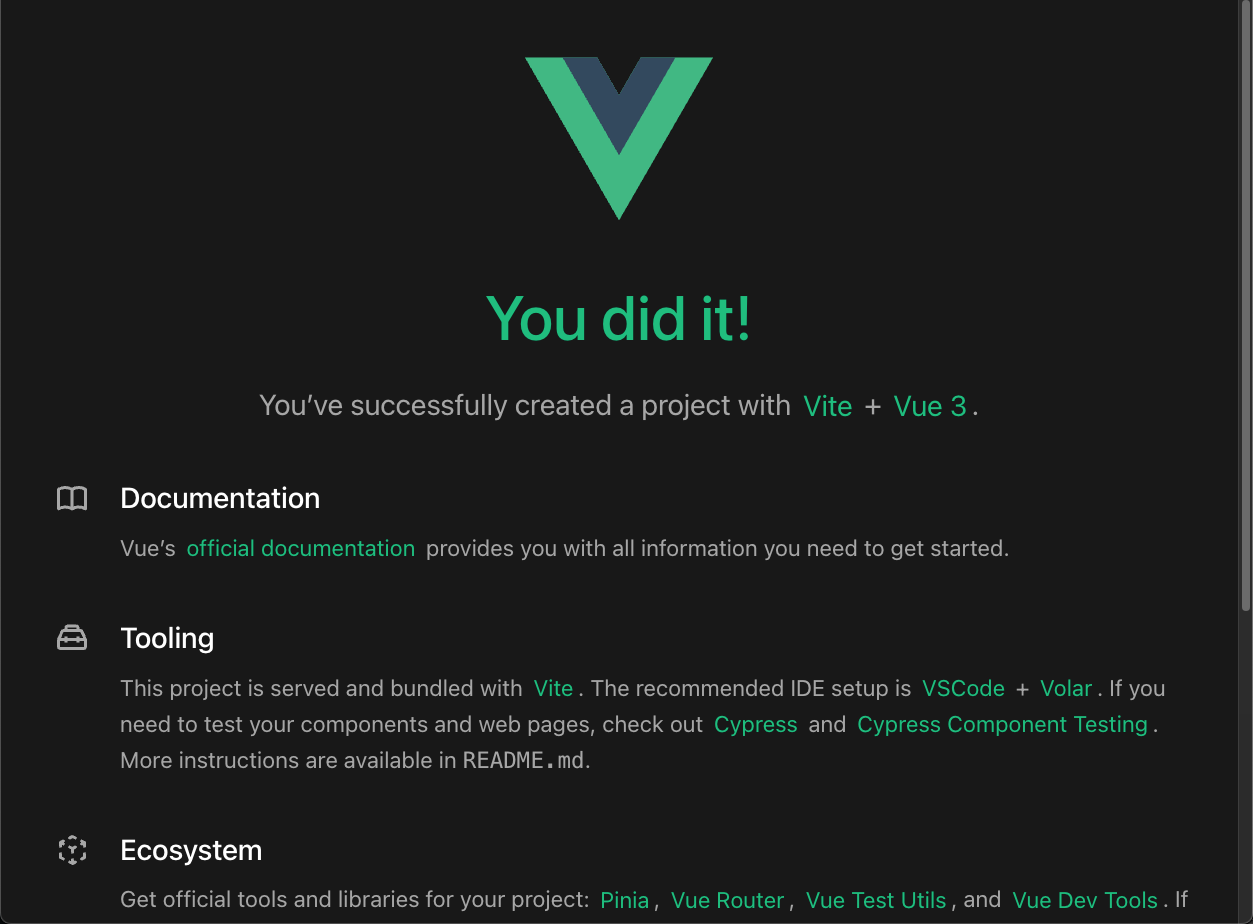 You did it!
You’ve successfully created a project with Vite + Vue 3.
Documentation
Vue’s official documentation provides you with all information you need to get started.
Tooling
This project is served and bundled with Vite. The recommended IDE setup is VSCode + Volar. If you
need to test your components and web pages, check out Cypress and Cypress Component Testing.
More instructions are available in README.md.
Ecosystem
Get official tools and libraries for your project: Pinia, Vue Router, Vue Test Utils, and Vue Dev Tools. If